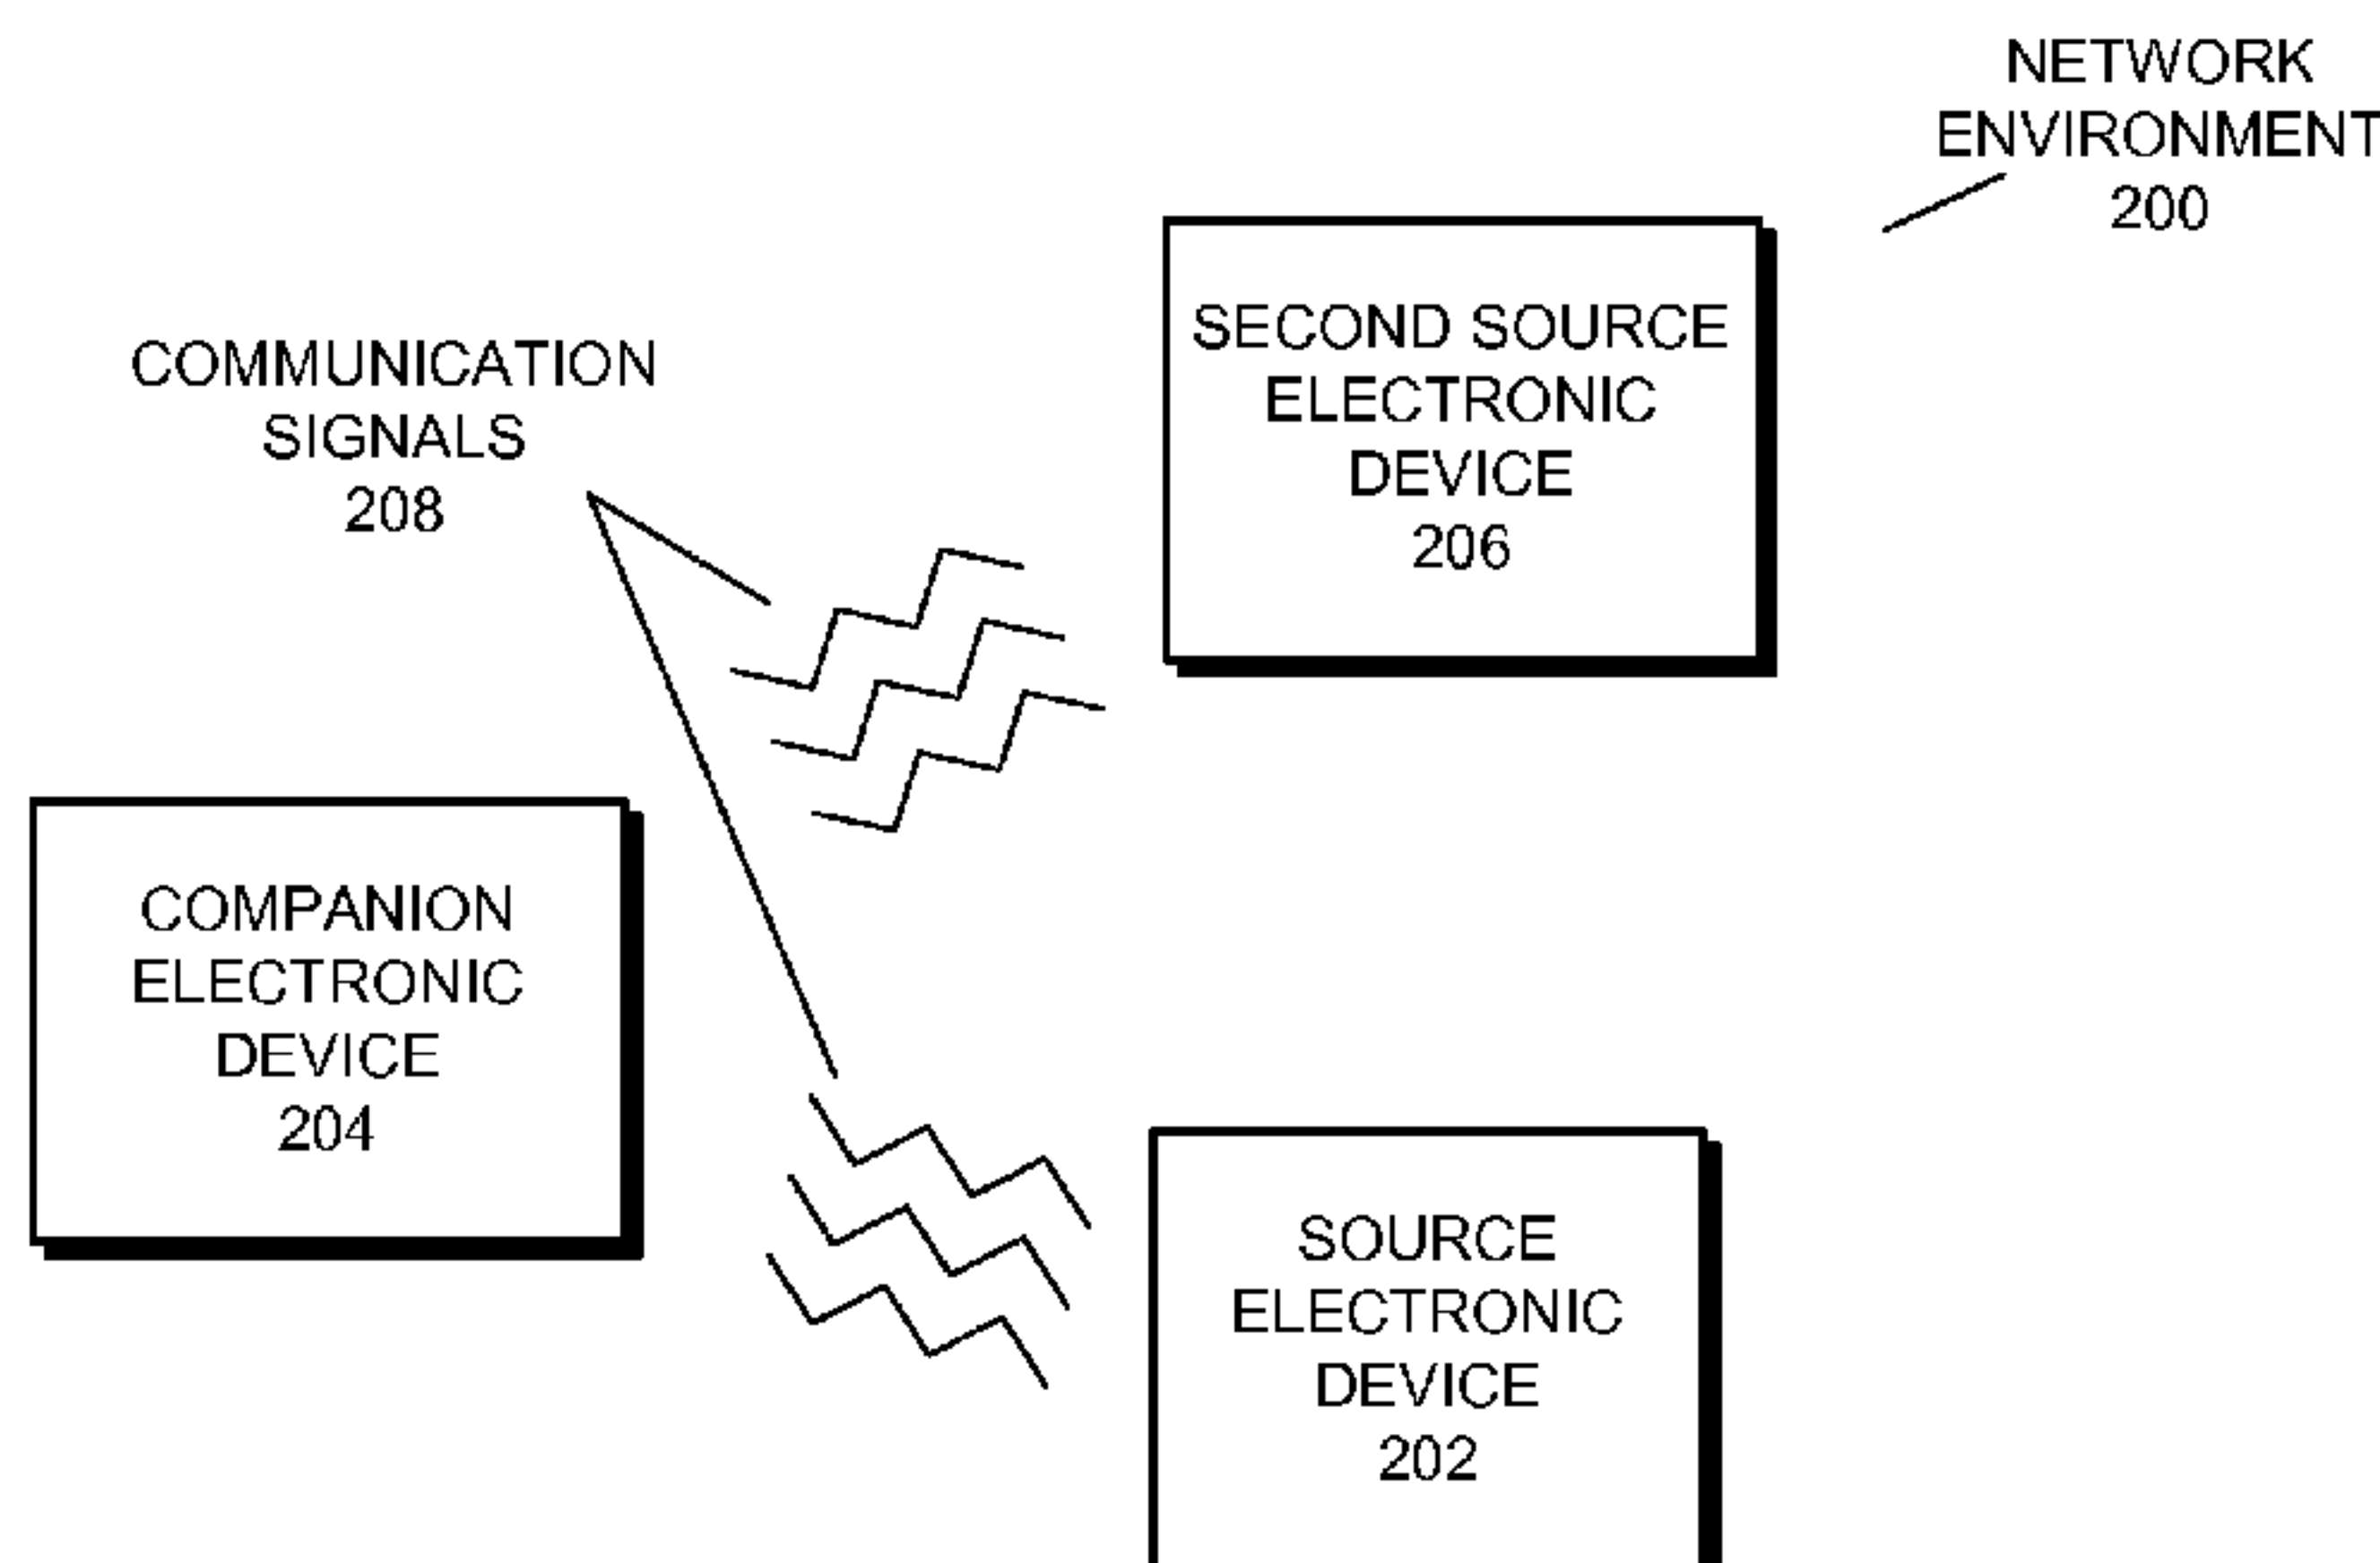 NETWORK
ENVIRONMENT
200
SECOND SOURCE
ELECTRONIC
DEVICE
206
COMMUNICATION
SIGNALS
208
COMPANION
ELECTRONIC
DEVICE
204
SOURCE
ELECTRONIC
DEVICE
202